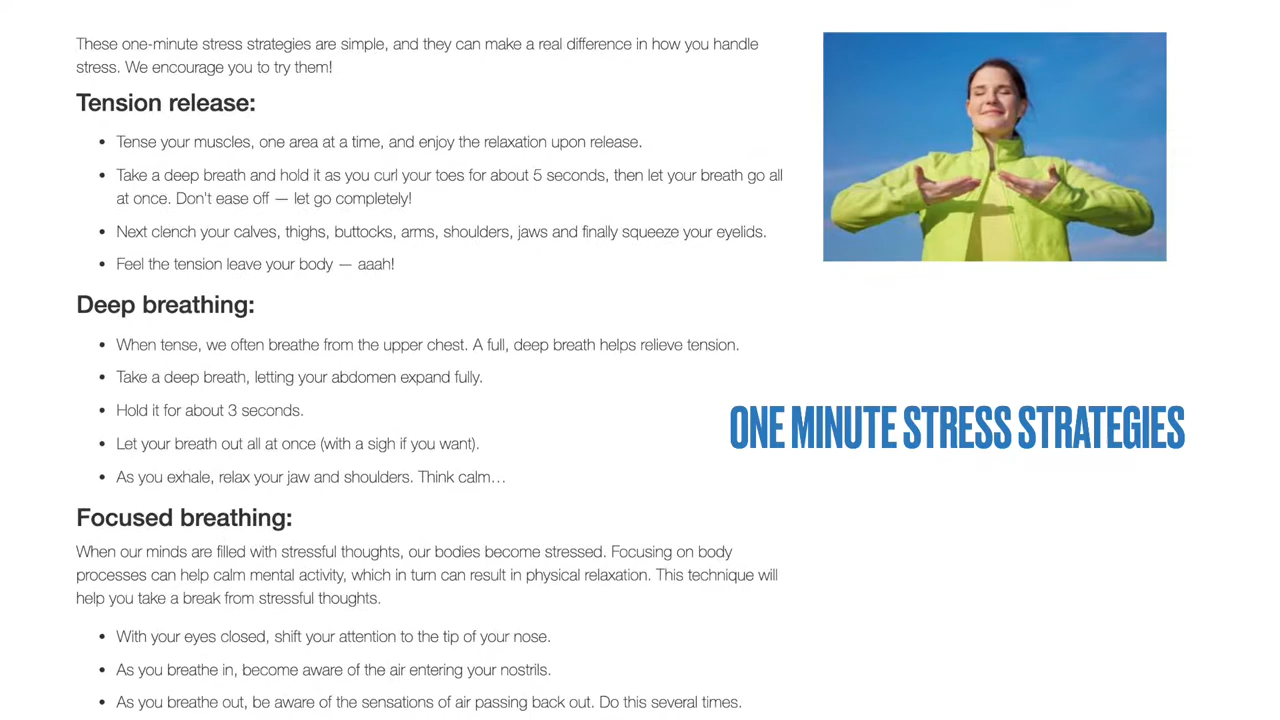 These one-minute stress strategies are simple, and they can make a real difference in how you handle
stress. We encourage you to try them!
Tension release:
• Tense your muscles, one area at a time, and enjoy the relaxation upon release.
• Take a deep breath and hold it as you curl your toes for about 5 seconds, then let your breath go all
at once. Don't ease off — let go completely!
• Next clench your calves, thighs, buttocks, arms, shoulders, jaws and finally squeeze your eyelids.
• Feel the tension leave your body — aaah!
Deep breathing:
• When tense, we often breathe from the upper chest. A full, deep breath helps relieve tension.
• Take a deep breath, letting your abdomen expand fully.
• Hold it for about 3 seconds.
• Let your breath out all at once (with a sigh if you want).
• As you exhale, relax your jaw and shoulders. Think calm…
Focused breathing:
When our minds are filled with stressful thoughts, our bodies become stressed. Focusing on body
processes can help calm mental activity, which in turn can result in physical relaxation. This technique will
help you take a break from stressful thoughts.
• With your eyes closed, shift your attention to the tip of your nose.
• As you breathe in, become aware of the air entering your nostrils.
• As you breathe out, be aware of the sensations of air passing back out. Do this several times.
ONE MINUTE STRESS STRATEGIES